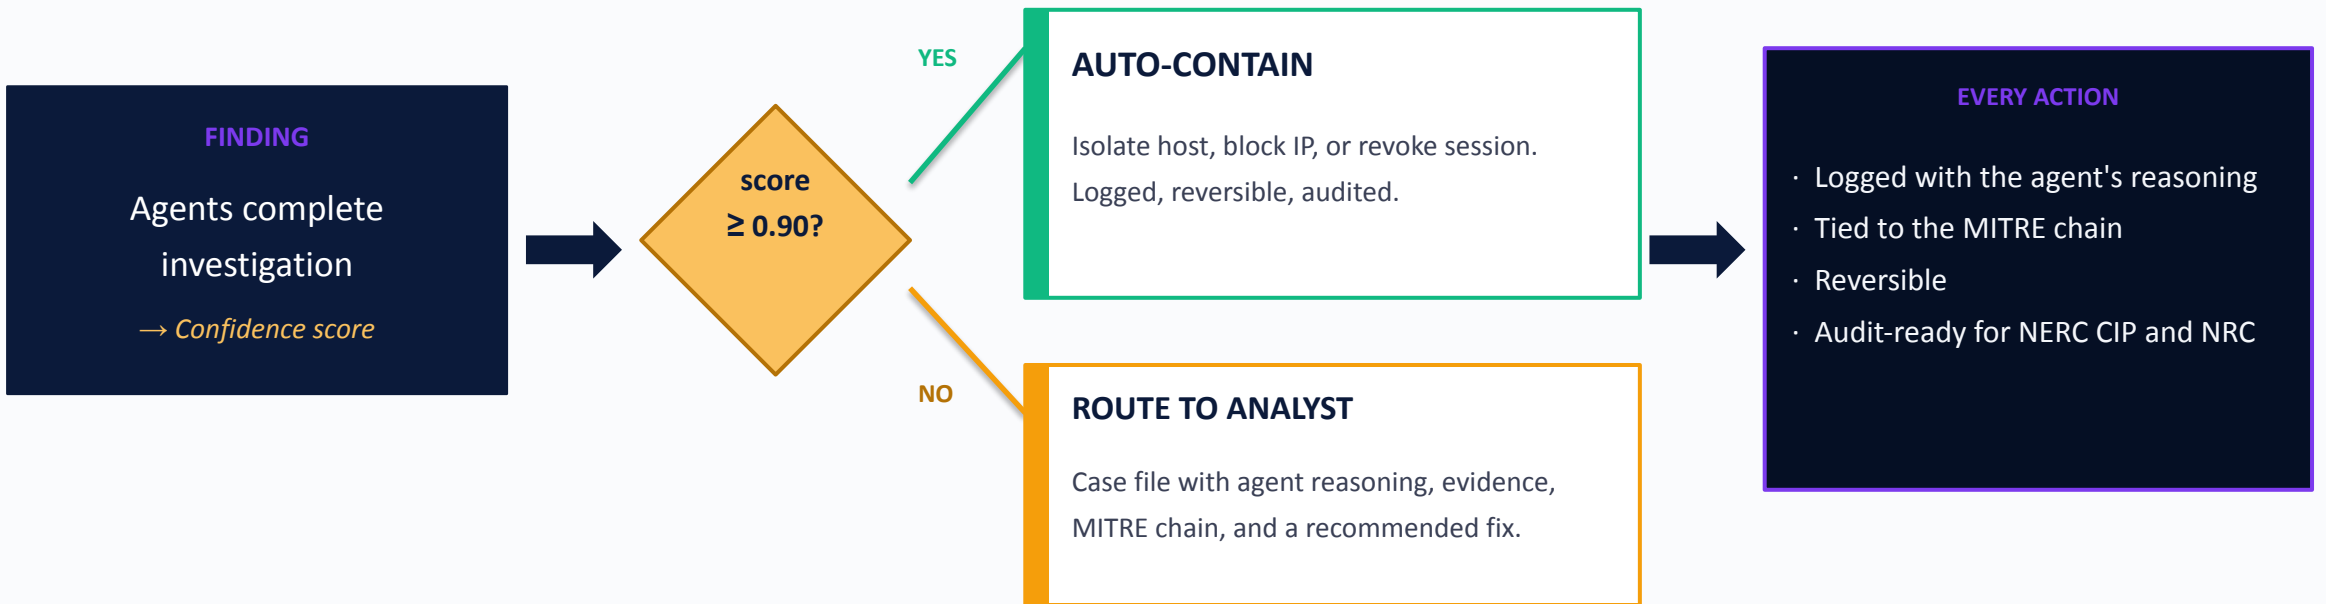 FINDING
Agents complete
investigation
→ Confidence score
score
≥ 0.90?
YES
NO
AUTO-CONTAIN
Isolate host, block IP, or revoke session.
Logged, reversible, audited.
ROUTE TO ANALYST
Case file with agent reasoning, evidence,
MITRE chain, and a recommended fix.
EVERY ACTION
· Logged with the agent's reasoning
· Tied to the MITRE chain
· Reversible
· Audit-ready for NERC CIP and NRC